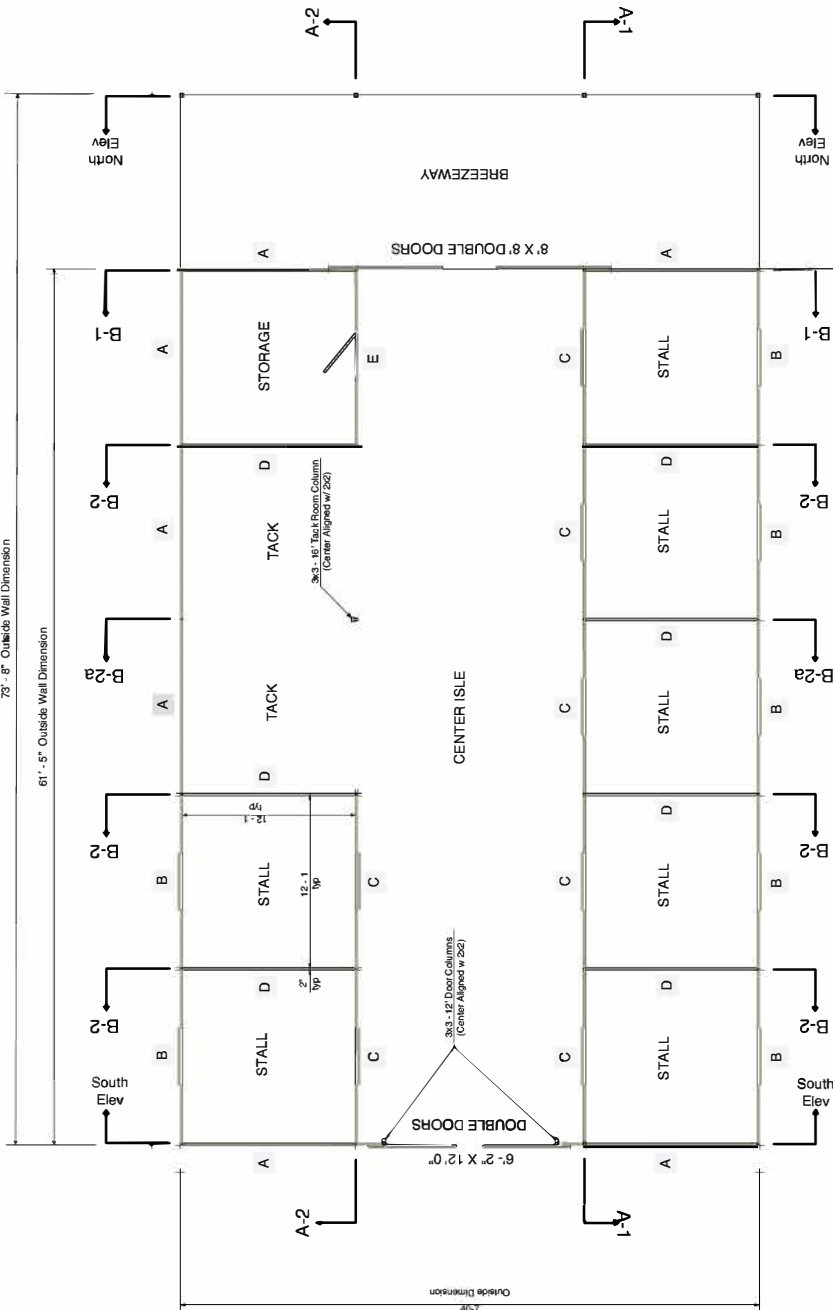 73' - 8" Outside Wall Dimension
61' - 5" Outside Wall Dimension
A-2
A-1
North
Elev
North
Elev
BREEZEWAY
8' X 8' DOUBLE DOORS
A
A
B-1
B-1
A
STORAGE
E
C
STALL
B
B-2
B-2
D
D
A
TACK
3x3 - 16' Tack Room Column
(Center Aligned w/ 2x2)
C
STALL
B
B-2a
B-2a
D
A
TACK
CENTER ISLE
C
STALL
B
D
D
B-2
B-2
12 - 1
typ
B
STALL
12 - 1
typ
C
C
STALL
B
B-2
B-2
D
2"
typ
D
B
STALL
C
3x3 - 12' Door Columns
(Center Aligned w 2x2)
C
STALL
B
South
Elev
South
Elev
DOUBLE DOORS
6'- 2" X 12'0"
A
A
A-2
A-1
Outside Dimension
40-7